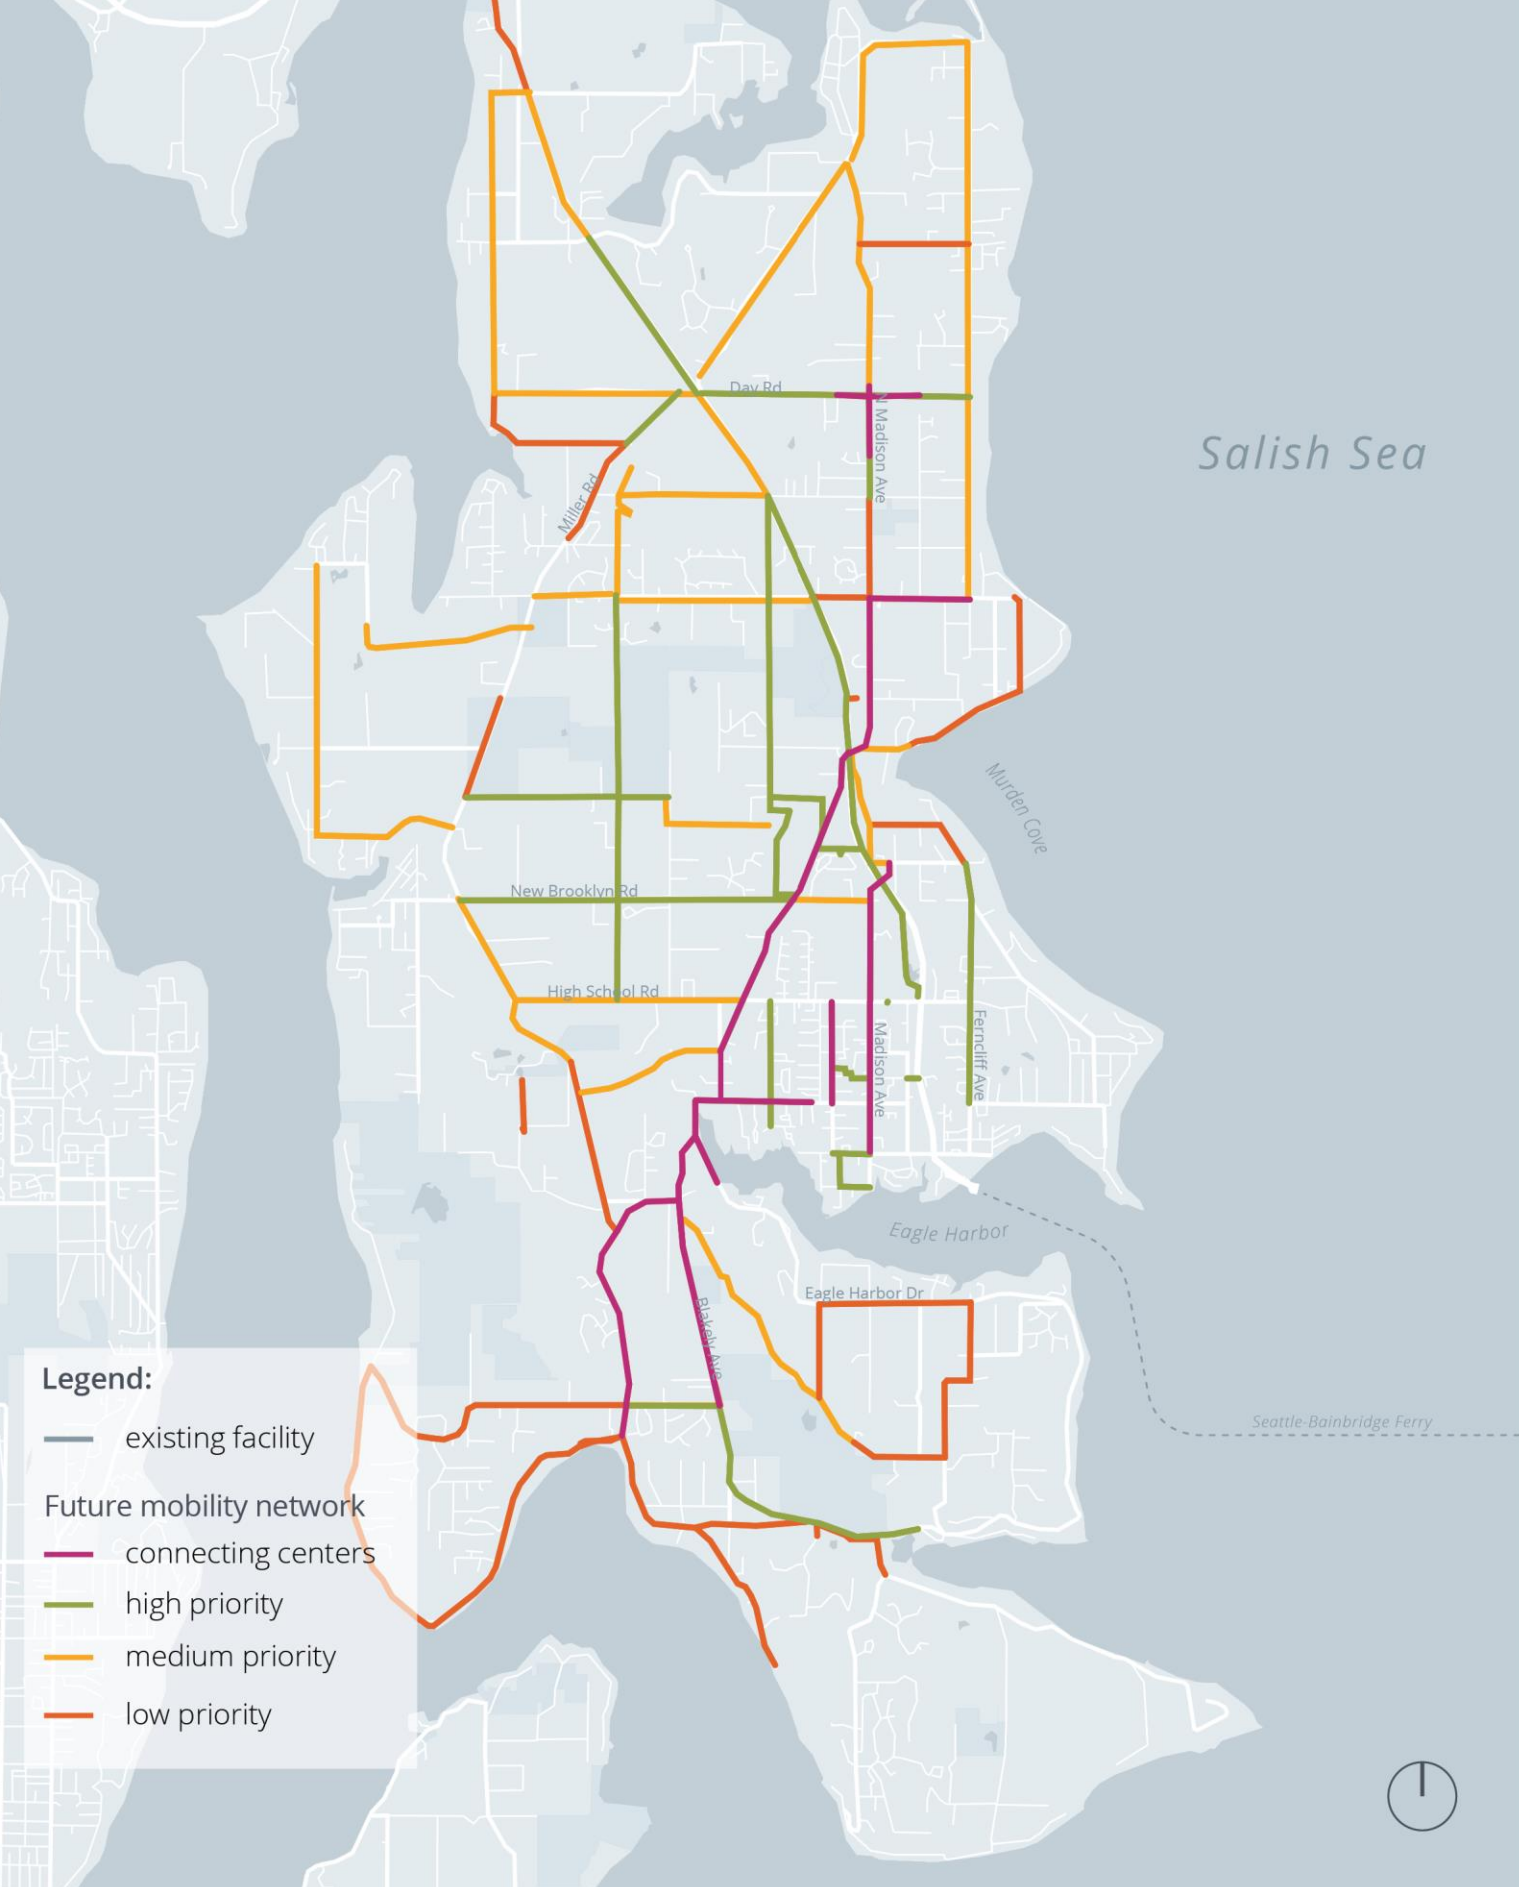 Day Rd
N Madison Ave
Salish Sea
Miller Rd
Murden Cove
New Brooklyn Rd
High School Rd
Madison Ave
Ferncliff Ave
Eagle Harbor
Eagle Harbor Dr
Blakely Ave
Seattle-Bainbridge Ferry
Legend:
existing facility
Future mobility network
connecting centers
high priority
medium priority
low priority